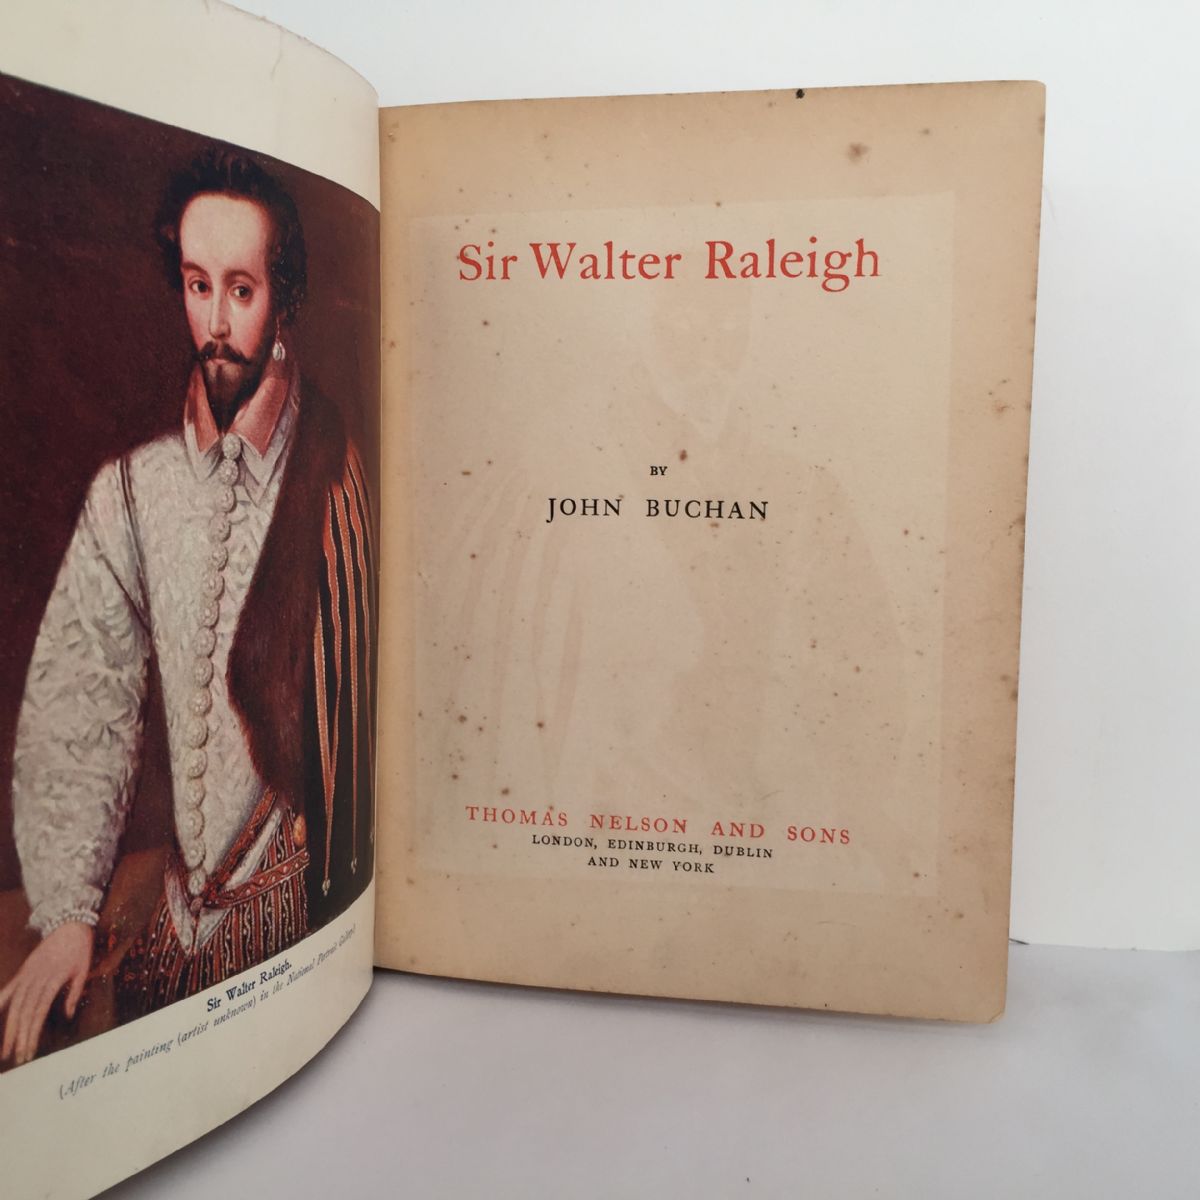 Sir Walter Raleigh.
(After the painting (artist unknown) in the National Portrait Gallery).
Sir Walter Raleigh
BY
JOHN BUCHAN
THOMAS NELSON AND SONS
LONDON, EDINBURGH, DUBLIN
AND NEW YORK